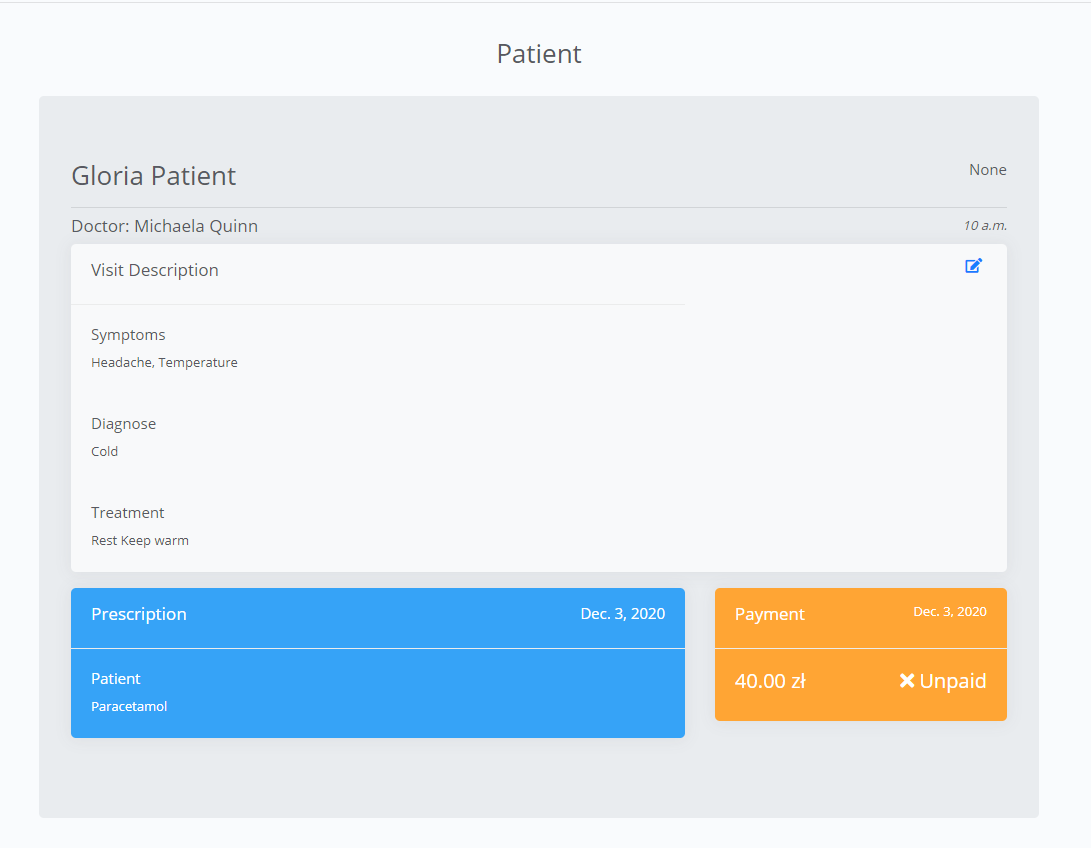 Patient
Gloria Patient
None
Doctor: Michaela Quinn
10 a.m.
Visit Description
Symptoms
Headache, Temperature
Diagnose
Cold
Treatment
Rest Keep warm
Prescription
Dec. 3, 2020
Patient
Paracetamol
Payment
Dec. 3, 2020
40.00 zł
Unpaid